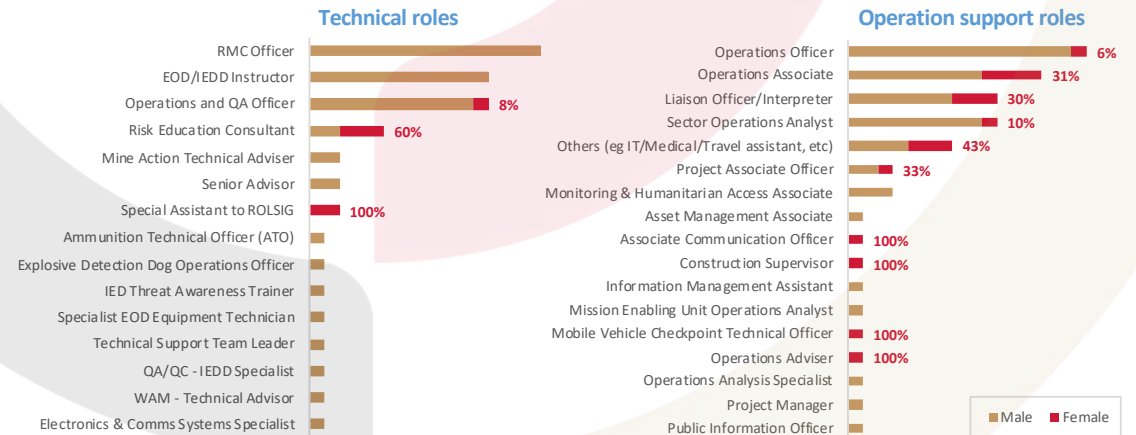 Technical roles
RMC Officer
EOD/IEDD Instructor
Operations and QA Officer
8%
Risk Education Consultant
60%
Mine Action Technical Adviser
Senior Advisor
Special Assistant to ROLSIG
100%
Ammunition Technical Officer (ATO)
Explosive Detection Dog Operations Officer
IED Threat Awareness Trainer
Specialist EOD Equipment Technician
Technical Support Team Leader
QA/QC - IEDD Specialist
WAM - Technical Advisor
Electronics & Comms Systems Specialist
Operation support roles
Operations Officer
6%
Operations Associate
31%
Liaison Officer/Interpreter
30%
Sector Operations Analyst
10%
Others (eg IT/Medical/Travel assistant, etc)
43%
Project Associate Officer
33%
Monitoring & Humanitarian Access Associate
Asset Management Associate
Associate Communication Officer
100%
Construction Supervisor
100%
Information Management Assistant
Mission Enabling Unit Operations Analyst
Mobile Vehicle Checkpoint Technical Officer
100%
Operations Adviser
100%
Operations Analysis Specialist
Project Manager
Public Information Officer
Male Female